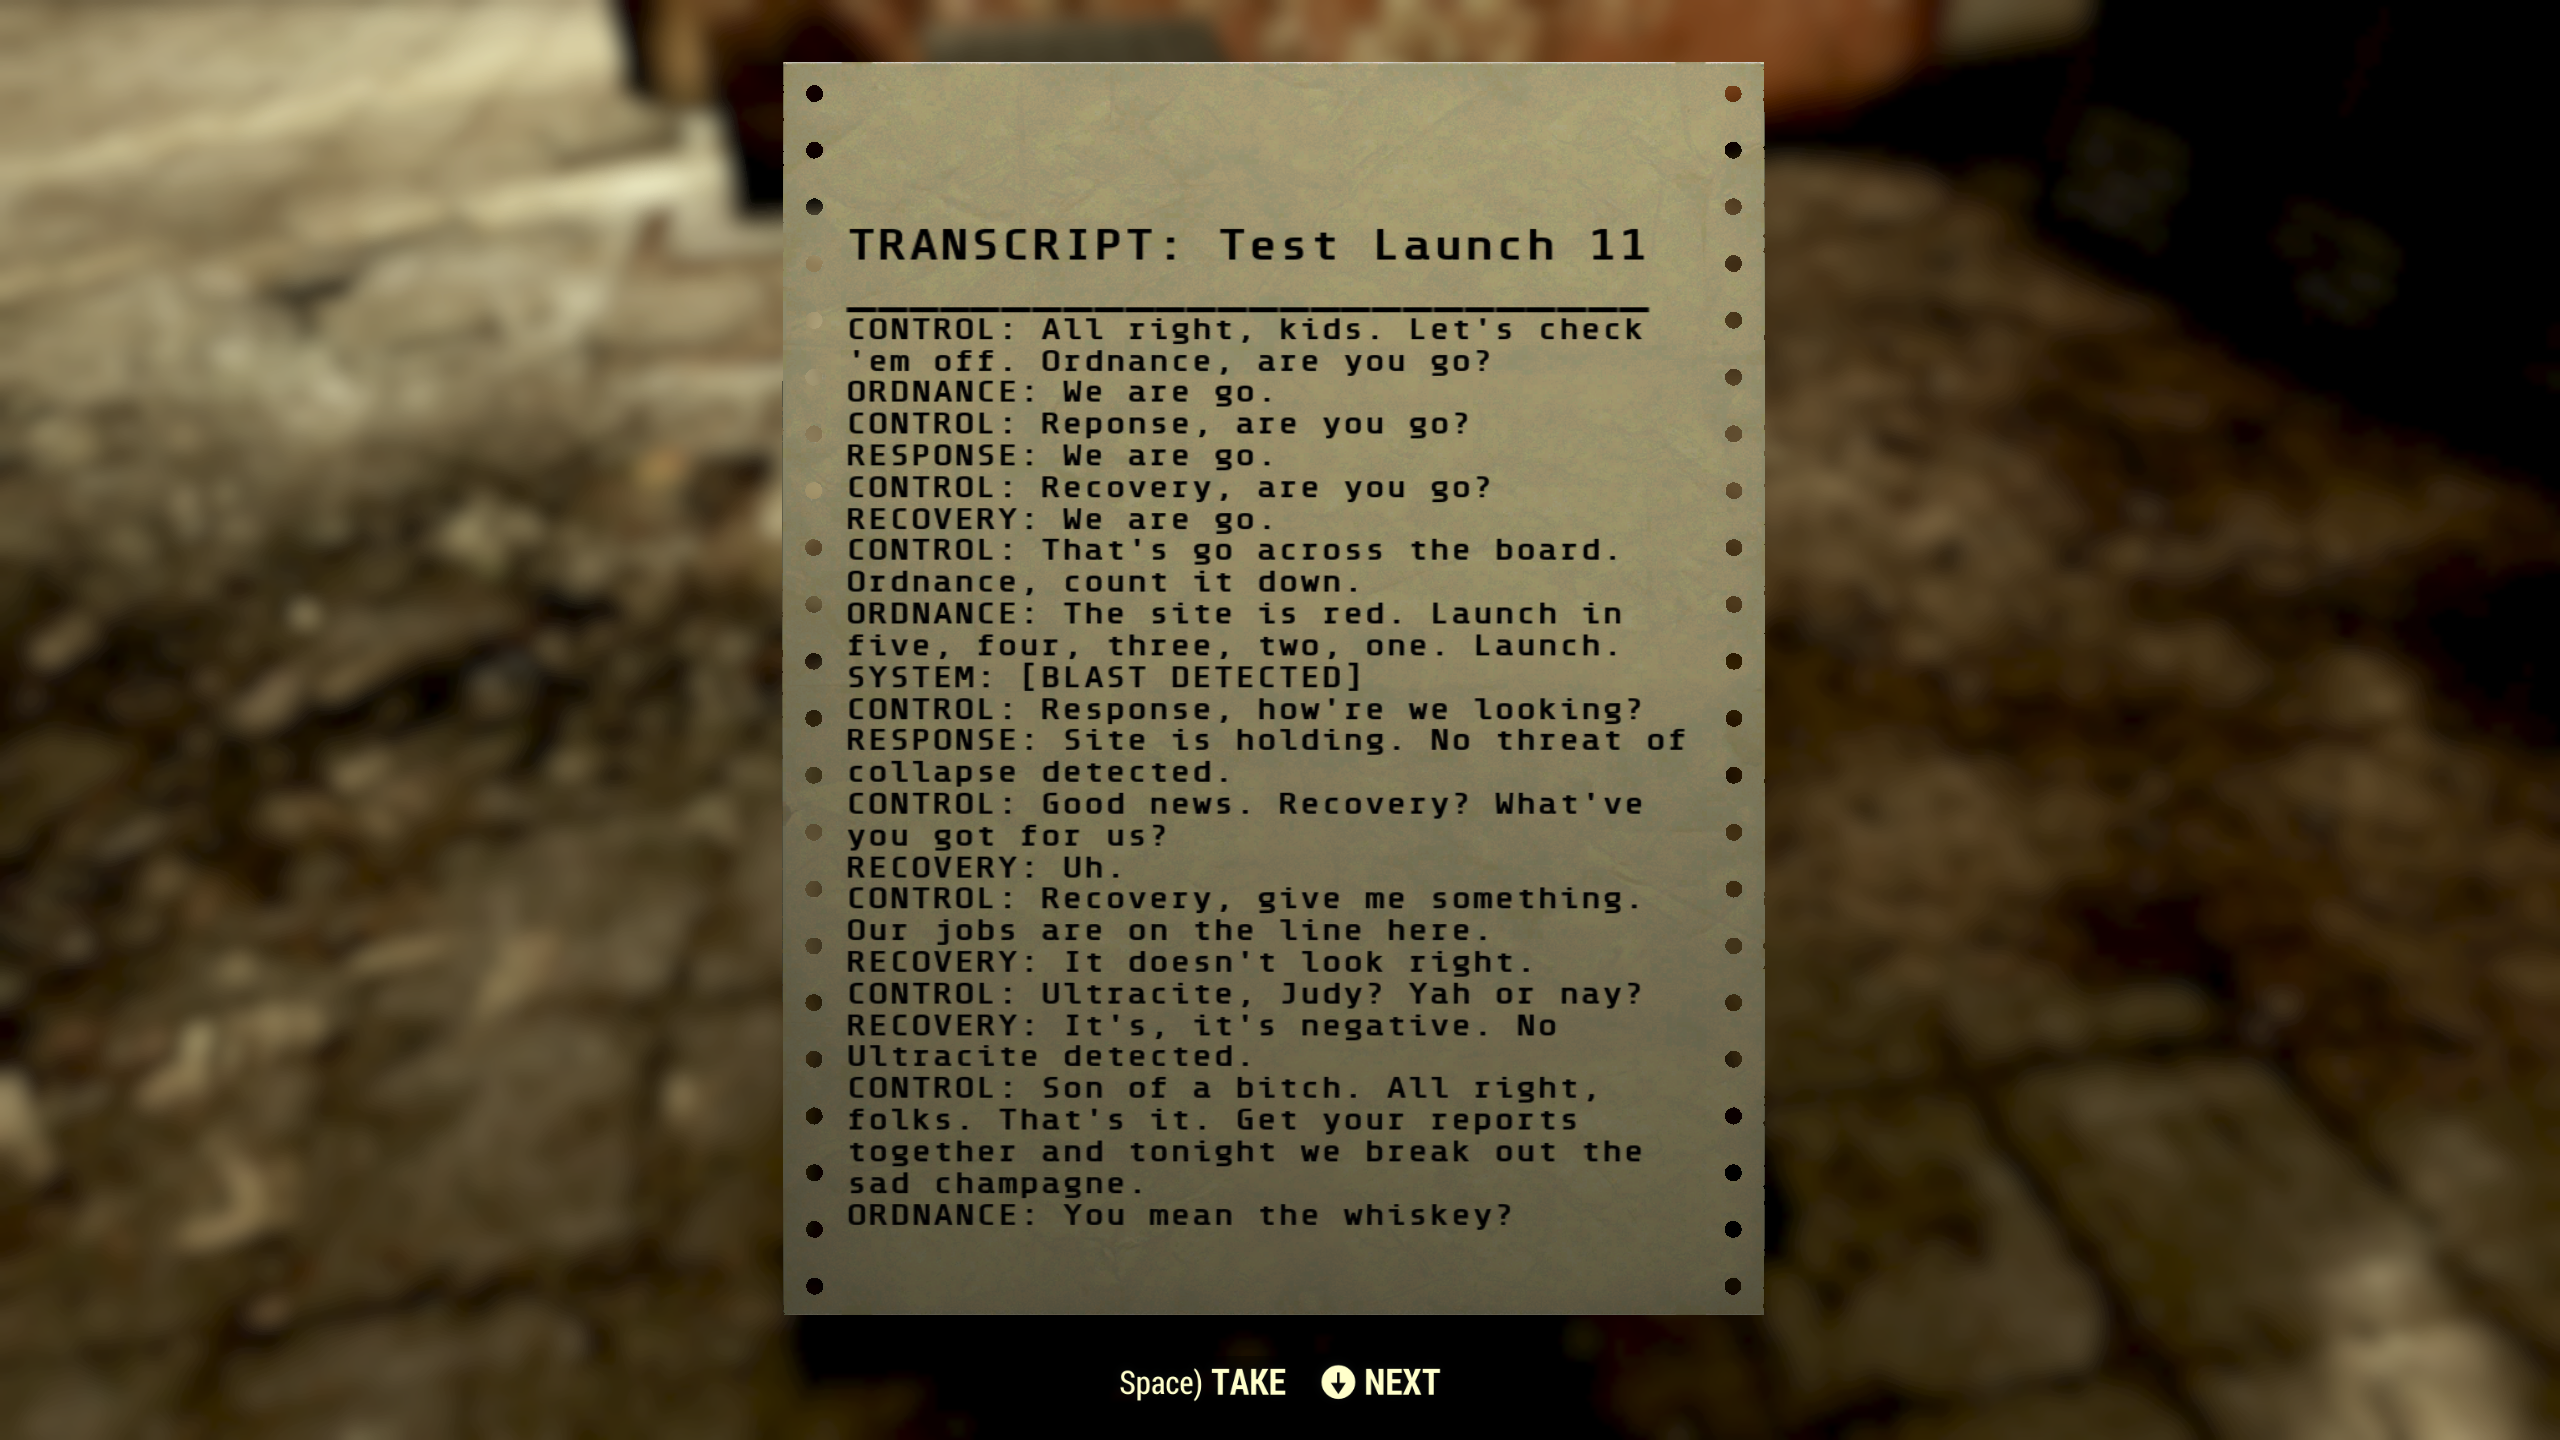 TRANSCRIPT: Test Launch 11
CONTROL: All right, kids. Let's check
'em off. Ordnance, are you go?
ORDNANCE: We are go.
CONTROL: Reponse, are you go?
RESPONSE: We are go.
CONTROL: Recovery, are you go?
RECOVERY: We are go.
CONTROL: That's go across the board.
Ordnance, count it down.
ORDNANCE: The site is red. Launch in
five, four, three, two, one. Launch.
SYSTEM: [BLAST DETECTED]
CONTROL: Response, how're we looking?
RESPONSE: Site is holding. No threat of
collapse detected.
CONTROL: Good news. Recovery? What've
you got for us?
RECOVERY: Uh.
CONTROL: Recovery, give me something.
Our jobs are on the line here.
RECOVERY: It doesn't look right.
CONTROL: Ultracite, Judy? Yah or nay?
RECOVERY: It's, it's negative. No
Ultracite detected.
CONTROL: Son of a bitch. All right,
folks. That's it. Get your reports
together and tonight we break out the
sad champagne.
ORDNANCE: You mean the whiskey?
Space) TAKE NEXT